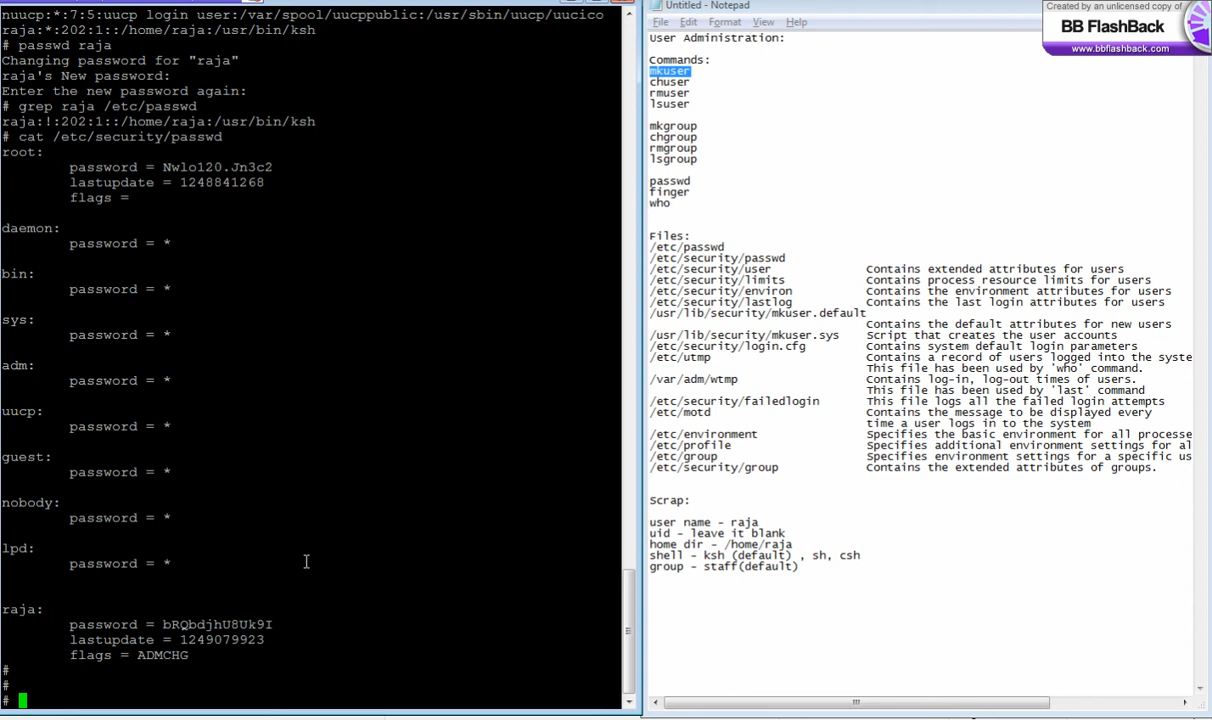 nuucp:*:7:5:uucp login user:/var/spool/uucppublic:/usr/sbin/uucp/uucico
raja:*:202:1::/home/raja:/usr/bin/ksh
# passwd raja
Changing password for "raja"
raja's New password:
Enter the new password again:
# grep raja /etc/passwd
raja:!:202:1::/home/raja:/usr/bin/ksh
# cat /etc/security/passwd
root:
password = Nwlo120.Jn3c2
lastupdate = 1248841268
flags =
daemon:
password = *
bin:
password = *
sys:
password = *
adm:
password = *
uucp:
password = *
guest:
password = *
nobody:
password = *
lpd:
password = *
raja:
password = bRQbdjhU8Uk9I
lastupdate = 1249079923
flags = ADMCHG
#
#
#
Untitled - Notepad
File Edit Format View Help
User Administration:
Commands:
mkuser
chuser
rmuser
lsuser
mkgroup
chgroup
rmgroup
lsgroup
passwd
finger
who
Files:
/etc/passwd
/etc/security/passwd
/etc/security/user Contains extended attributes for users
/etc/security/limits Contains process resource limits for users
/etc/security/environ Contains the environment attributes for users
/etc/security/lastlog Contains the last login attributes for users
/usr/lib/security/mkuser.default
Contains the default attributes for new users
/usr/lib/security/mkuser.sys Script that creates the user accounts
/etc/security/login.cfg Contains system default login parameters
/etc/utmp Contains a record of users logged into the syste
This file has been used by 'who' command.
/var/adm/wtmp Contains log-in, log-out times of users.
This file has been used by 'last' command
/etc/security/failedlogin This file logs all the failed login attempts
/etc/motd Contains the message to be displayed every
time a user logs in to the system
/etc/environment Specifies the basic environment for all processe
/etc/profile Specifies additional environment settings for al
/etc/group Specifies environment settings for a specific us
/etc/security/group Contains the extended attributes of groups.
Scrap:
user name - raja
uid - leave it blank
home dir - /home/raja
shell - ksh (default) , sh, csh
group - staff(default)
Created by an unlicensed copy of
BB FlashBack
www.bbflashback.com